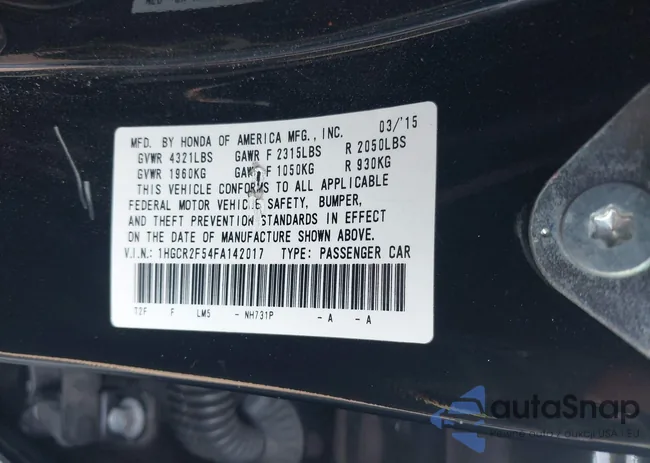 MFD. BY HONDA OF AMERICA MFG., INC. 03/'15
GVWR 4321LBS GAWR F 2315LBS R 2050LBS
GVWR 1960KG GAWR F 1050KG R 930KG
THIS VEHICLE CONFORMS TO ALL APPLICABLE
FEDERAL MOTOR VEHICLE SAFETY, BUMPER,
AND THEFT PREVENTION STANDARDS IN EFFECT
ON THE DATE OF MANUFACTURE SHOWN ABOVE.
V.I.N.: 1HGCR2F54FA142017 TYPE: PASSENGER CAR
T2F F LM5 - NH731P - A - A
autaSnap